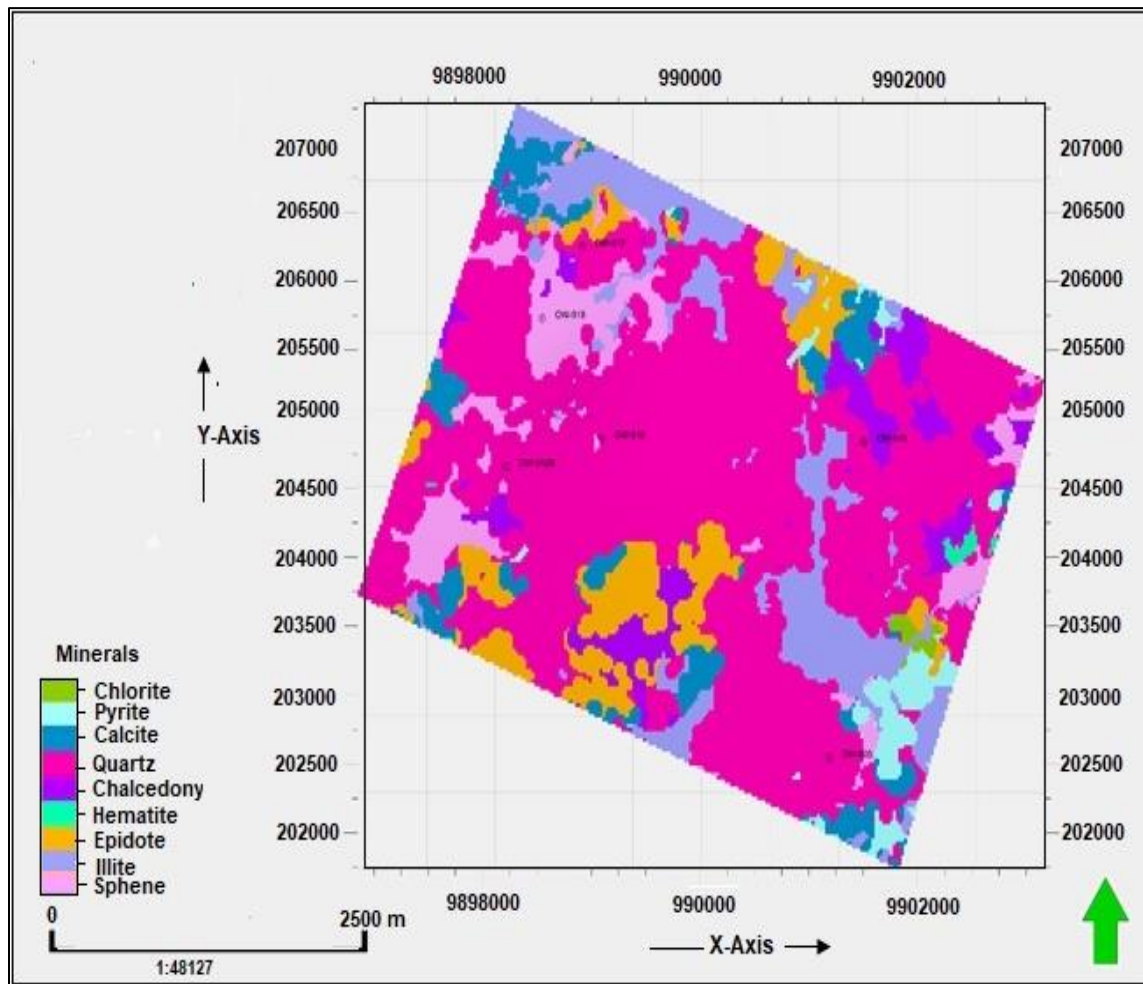 9898000 990000 9902000
207000 207000
206500 206500
206000 206000
205500 205500
205000 205000
Y-Axis
204500 204500
204000 204000
203500 203500
203000 203000
202500 202500
202000 202000
Minerals
Chlorite
Pyrite
Calcite
Quartz
Chalcedony
Hematite
Epidote
Illite
Sphene
9898000 990000 9902000
0 2500 m
X-Axis
1:48127